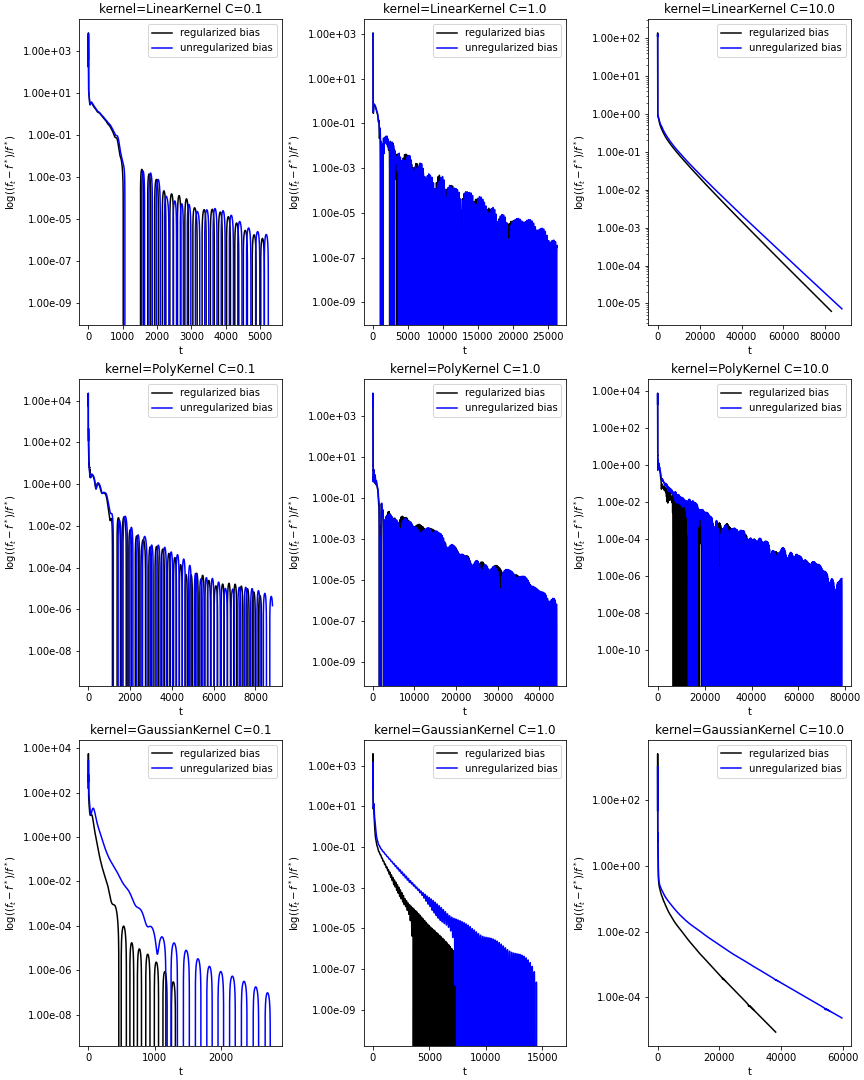 kernel=LinearKernel C=0.1
log((f_t − f*)/f*)
1.00e+03
1.00e+01
1.00e-01
1.00e-03
1.00e-05
1.00e-07
1.00e-09
regularized bias
unregularized bias
0 1000 2000 3000 4000 5000
t
kernel=LinearKernel C=1.0
log((f_t − f*)/f*)
1.00e+03
1.00e+01
1.00e-01
1.00e-03
1.00e-05
1.00e-07
1.00e-09
regularized bias
unregularized bias
0 5000 10000 15000 20000 25000
t
kernel=LinearKernel C=10.0
log((f_t − f*)/f*)
1.00e+02
1.00e+01
1.00e+00
1.00e-01
1.00e-02
1.00e-03
1.00e-04
1.00e-05
regularized bias
unregularized bias
0 20000 40000 60000 80000
t
kernel=PolyKernel C=0.1
log((f_t − f*)/f*)
1.00e+04
1.00e+02
1.00e+00
1.00e-02
1.00e-04
1.00e-06
1.00e-08
regularized bias
unregularized bias
0 2000 4000 6000 8000
t
kernel=PolyKernel C=1.0
log((f_t − f*)/f*)
1.00e+03
1.00e+01
1.00e-01
1.00e-03
1.00e-05
1.00e-07
1.00e-09
regularized bias
unregularized bias
0 10000 20000 30000 40000
t
kernel=PolyKernel C=10.0
log((f_t − f*)/f*)
1.00e+04
1.00e+02
1.00e+00
1.00e-02
1.00e-04
1.00e-06
1.00e-08
1.00e-10
regularized bias
unregularized bias
0 20000 40000 60000 80000
t
kernel=GaussianKernel C=0.1
log((f_t − f*)/f*)
1.00e+04
1.00e+02
1.00e+00
1.00e-02
1.00e-04
1.00e-06
1.00e-08
regularized bias
unregularized bias
0 1000 2000
t
kernel=GaussianKernel C=1.0
log((f_t − f*)/f*)
1.00e+03
1.00e+01
1.00e-01
1.00e-03
1.00e-05
1.00e-07
1.00e-09
regularized bias
unregularized bias
0 5000 10000 15000
t
kernel=GaussianKernel C=10.0
log((f_t − f*)/f*)
1.00e+02
1.00e+00
1.00e-02
1.00e-04
regularized bias
unregularized bias
0 20000 40000 60000
t